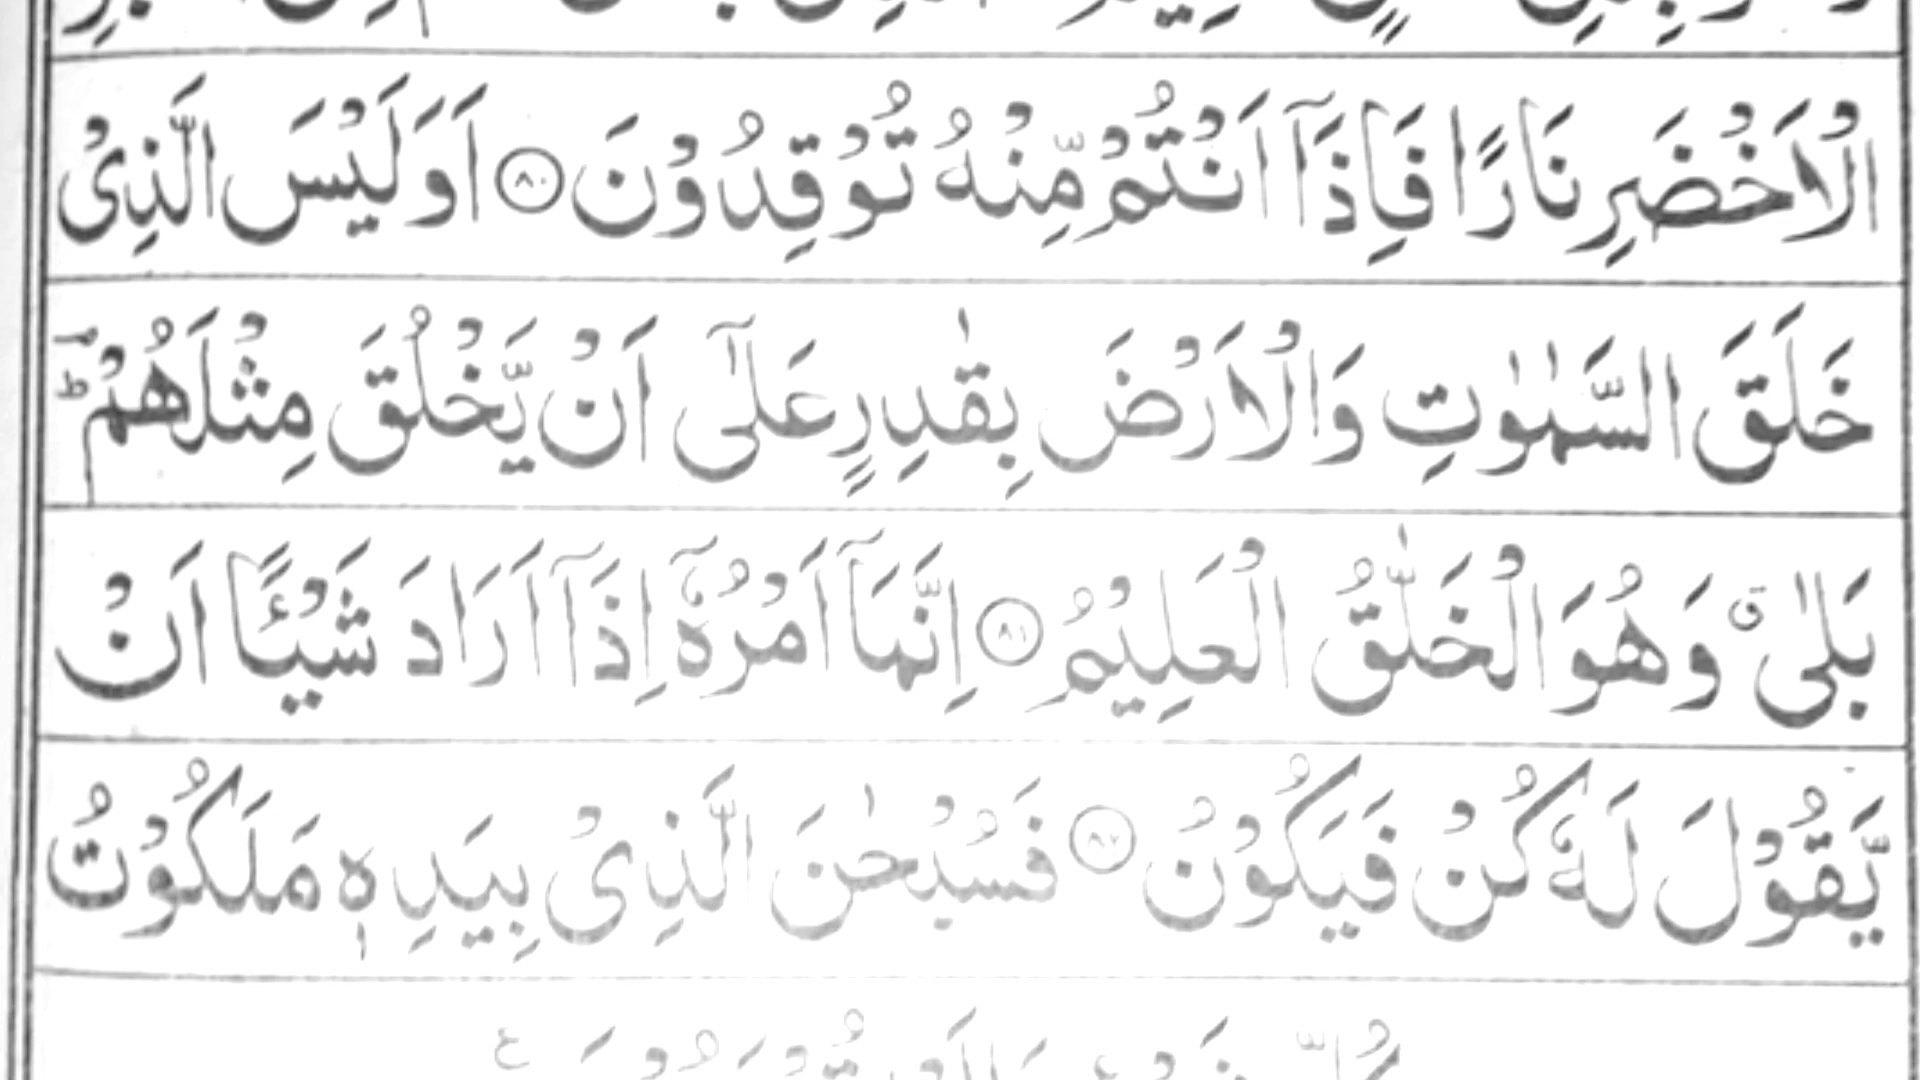 الْاَخْضَرِ نَارًا فَاِذَاۤ اَنْتُمْ مِّنْهُ تُوْقِدُوْنَ ﴿۸۰﴾ اَوَلَيْسَ الَّذِىْ
خَلَقَ السَّمٰوٰتِ وَالْاَرْضَ بِقٰدِرٍ عَلٰۤى اَنْ يَّخْلُقَ مِثْلَهُمْ ؕ
بَلٰى ۗ وَهُوَ الْخَلّٰقُ الْعَلِيْمُ ﴿۸۱﴾ اِنَّمَاۤ اَمْرُهٗۤ اِذَاۤ اَرَادَ شَيْـًٔا اَنْ
يَّقُوْلَ لَهٗ كُنْ فَيَكُوْنُ ﴿۸۲﴾ فَسُبْحٰنَ الَّذِىْ بِيَدِهٖ مَلَكُوْتُ